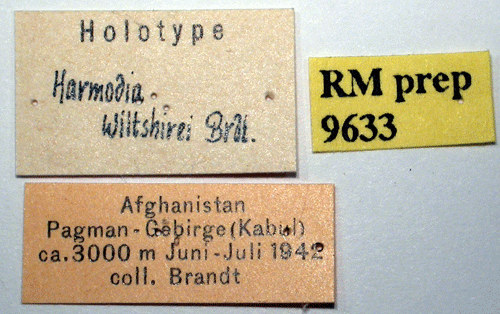 Holotype
Harmodia
Wiltshirei Brdt.
RM prep
9633
Afghanistan
Pagman-Gebirge (Kabul)
ca. 3000 m Juni-Juli 1942
coll. Brandt